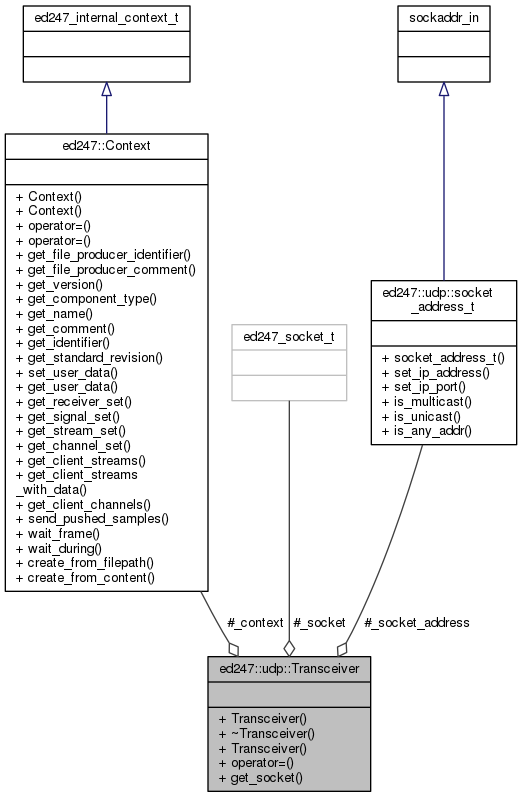 ed247_internal_context_t
sockaddr_in
ed247::Context
+ Context()
+ Context()
+ operator=()
+ operator=()
+ get_file_producer_identifier()
+ get_file_producer_comment()
+ get_version()
+ get_component_type()
+ get_name()
+ get_comment()
+ get_identifier()
+ get_standard_revision()
+ set_user_data()
+ get_user_data()
+ get_receiver_set()
+ get_signal_set()
+ get_stream_set()
+ get_channel_set()
+ get_client_streams()
+ get_client_streams
_with_data()
+ get_client_channels()
+ send_pushed_samples()
+ wait_frame()
+ wait_during()
+ create_from_filepath()
+ create_from_content()
ed247_socket_t
ed247::udp::socket
_address_t
+ socket_address_t()
+ set_ip_address()
+ set_ip_port()
+ is_multicast()
+ is_unicast()
+ is_any_addr()
#_context
#_socket
#_socket_address
ed247::udp::Transceiver
+ Transceiver()
+ ~Transceiver()
+ Transceiver()
+ operator=()
+ get_socket()